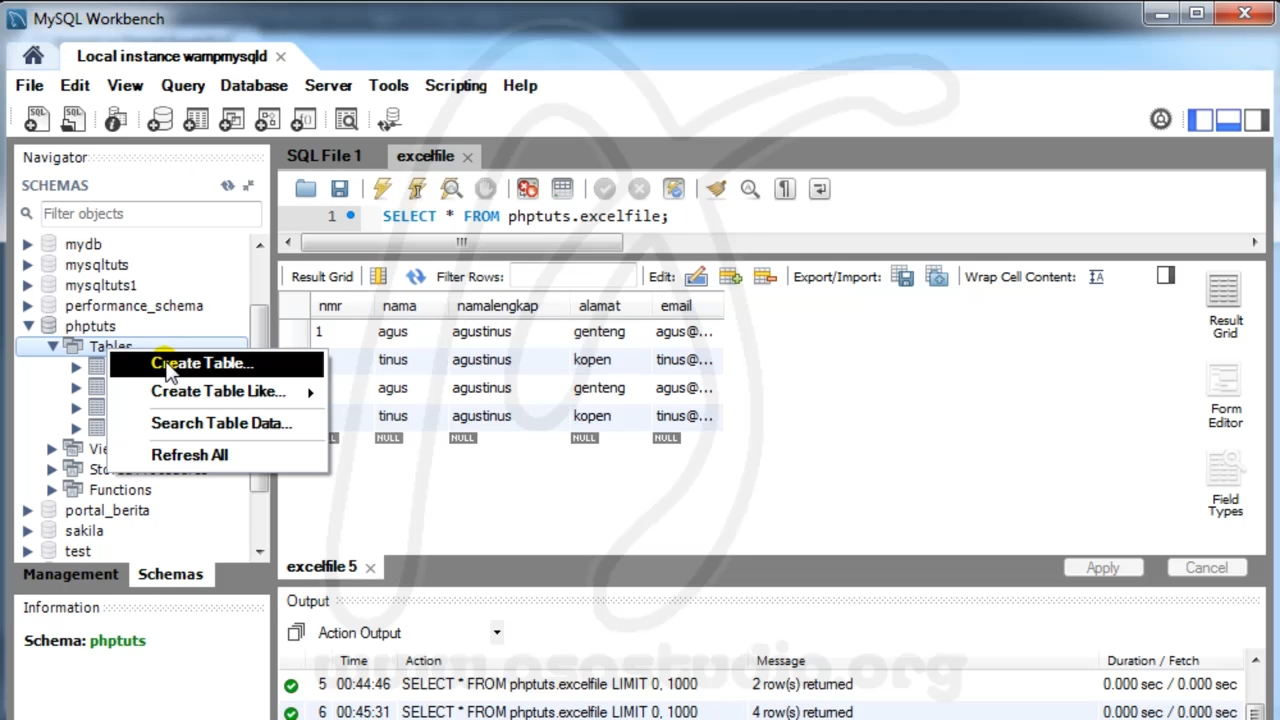 MySQL Workbench
Local instance wampmysqld
File Edit View Query Database Server Tools Scripting Help
Navigator
SCHEMAS
Filter objects
mydb
mysqltuts
mysqltuts1
performance_schema
phptuts
Tables
Create Table...
Create Table Like...
Search Table Data...
Refresh All
Functions
portal_berita
sakila
test
Management Schemas
Information
Schema: phptuts
SQL File 1 excelfile
1 SELECT * FROM phptuts.excelfile;
Result Grid Filter Rows: Edit: Export/Import: Wrap Cell Content:
nmr nama namalengkap alamat email
1 agus agustinus genteng agus@...
tinus agustinus kopen tinus@...
agus agustinus genteng agus@...
tinus agustinus kopen tinus@...
NULL NULL NULL NULL
Result Grid
Form Editor
Field Types
excelfile 5
Apply Cancel
Output
Action Output
Time Action Message Duration / Fetch
5 00:44:46 SELECT * FROM phptuts.excelfile LIMIT 0, 1000 2 row(s) returned 0.000 sec / 0.000 sec
6 00:45:31 SELECT * FROM phptuts.excelfile LIMIT 0, 1000 4 row(s) returned 0.000 sec / 0.000 sec